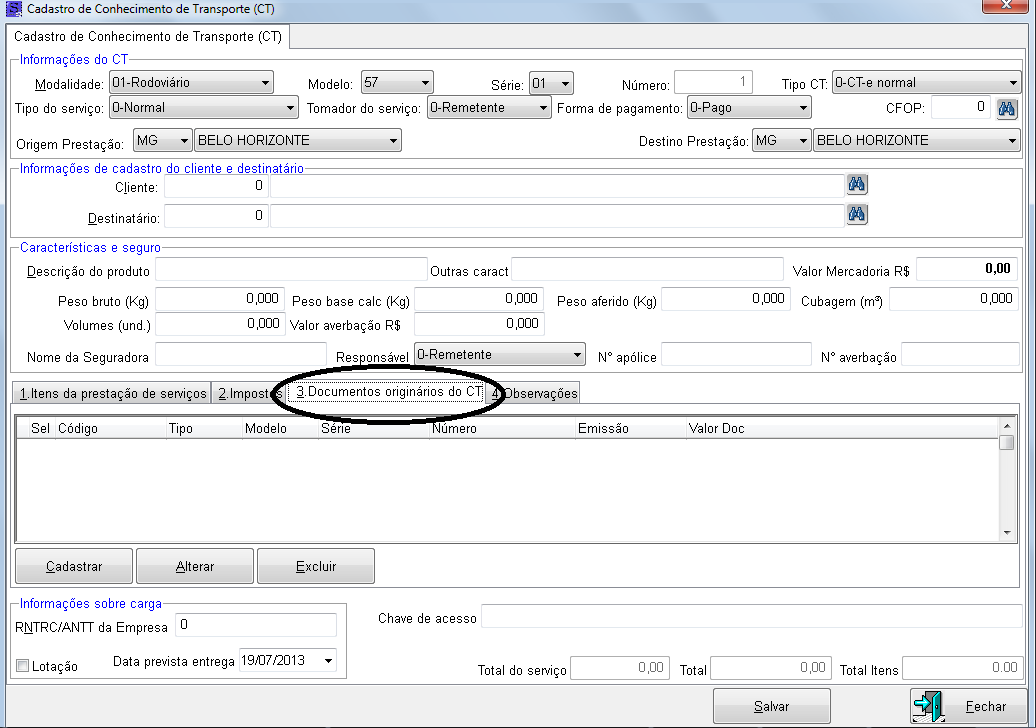 Cadastro de Conhecimento de Transporte (CT)
Cadastro de Conhecimento de Transporte (CT)
Informações do CT
Modalidade: 01-Rodoviário Modelo: 57 Série: 01 Número: 1 Tipo CT: 0-CT-e normal
Tipo do serviço: 0-Normal Tomador do serviço: 0-Remetente Forma de pagamento: 0-Pago CFOP: 0
Origem Prestação: MG BELO HORIZONTE Destino Prestação: MG BELO HORIZONTE
Informações de cadastro do cliente e destinatário
Cliente: 0
Destinatário: 0
Características e seguro
Descrição do produto Outras caract Valor Mercadoria R$ 0,00
Peso bruto (Kg) 0,000 Peso base calc (Kg) 0,000 Peso aferido (Kg) 0,000 Cubagem (m³) 0,000
Volumes (und.) 0,000 Valor averbação R$ 0,000
Nome da Seguradora Responsável 0-Remetente N° apólice N° averbação
1.Itens da prestação de serviços 2.Impostos 3.Documentos originários do CT 4.Observações
Sel Código Tipo Modelo Série Número Emissão Valor Doc
Cadastrar Alterar Excluir
Informações sobre carga
RNTRC/ANTT da Empresa 0 Chave de acesso
Lotação Data prevista entrega 19/07/2013
Total do serviço 0,00 Total 0,00 Total Itens 0.00
Salvar Fechar